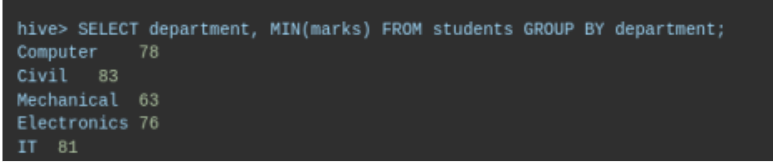 hive> SELECT department, MIN(marks) FROM students GROUP BY department;
Computer    78
Civil   83
Mechanical  63
Electronics 76
IT  81